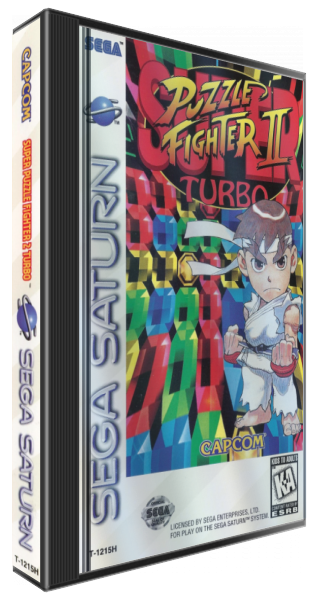 CAPCOM
SUPER PUZZLE FIGHTER 2 TURBO
SEGA SATURN
T-1215H
SEGA
SEGA SATURN
T-1215H
SUPER
PUZZLE
FIGHTER II
TURBO
CAPCOM
LICENSED BY SEGA ENTERPRISES, LTD.
FOR PLAY ON THE SEGA SATURN™ SYSTEM
KIDS TO ADULTS
KA
ESRB